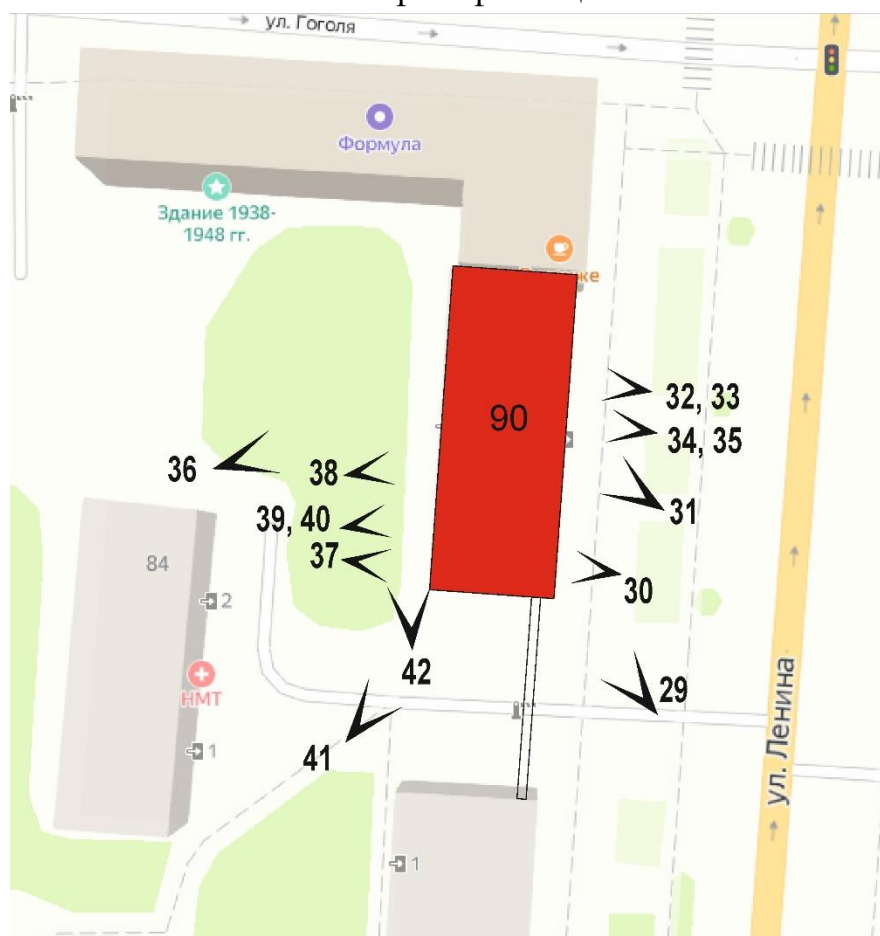 ул. Гоголя
Формула
Здание 1938-
1948 гг.
32, 33
90
34, 35
36
38
31
39, 40
84
37
30
2
42
29
НМТ
41
1
ул. Ленина
1